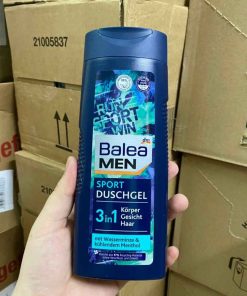 21005837
RUN
SPORT
WIN
Balea
MEN
SPORT
DUSCHGEL
3in1
Körper
Gesicht
Haar
mit Wasserminze &
kühlendem Menthol